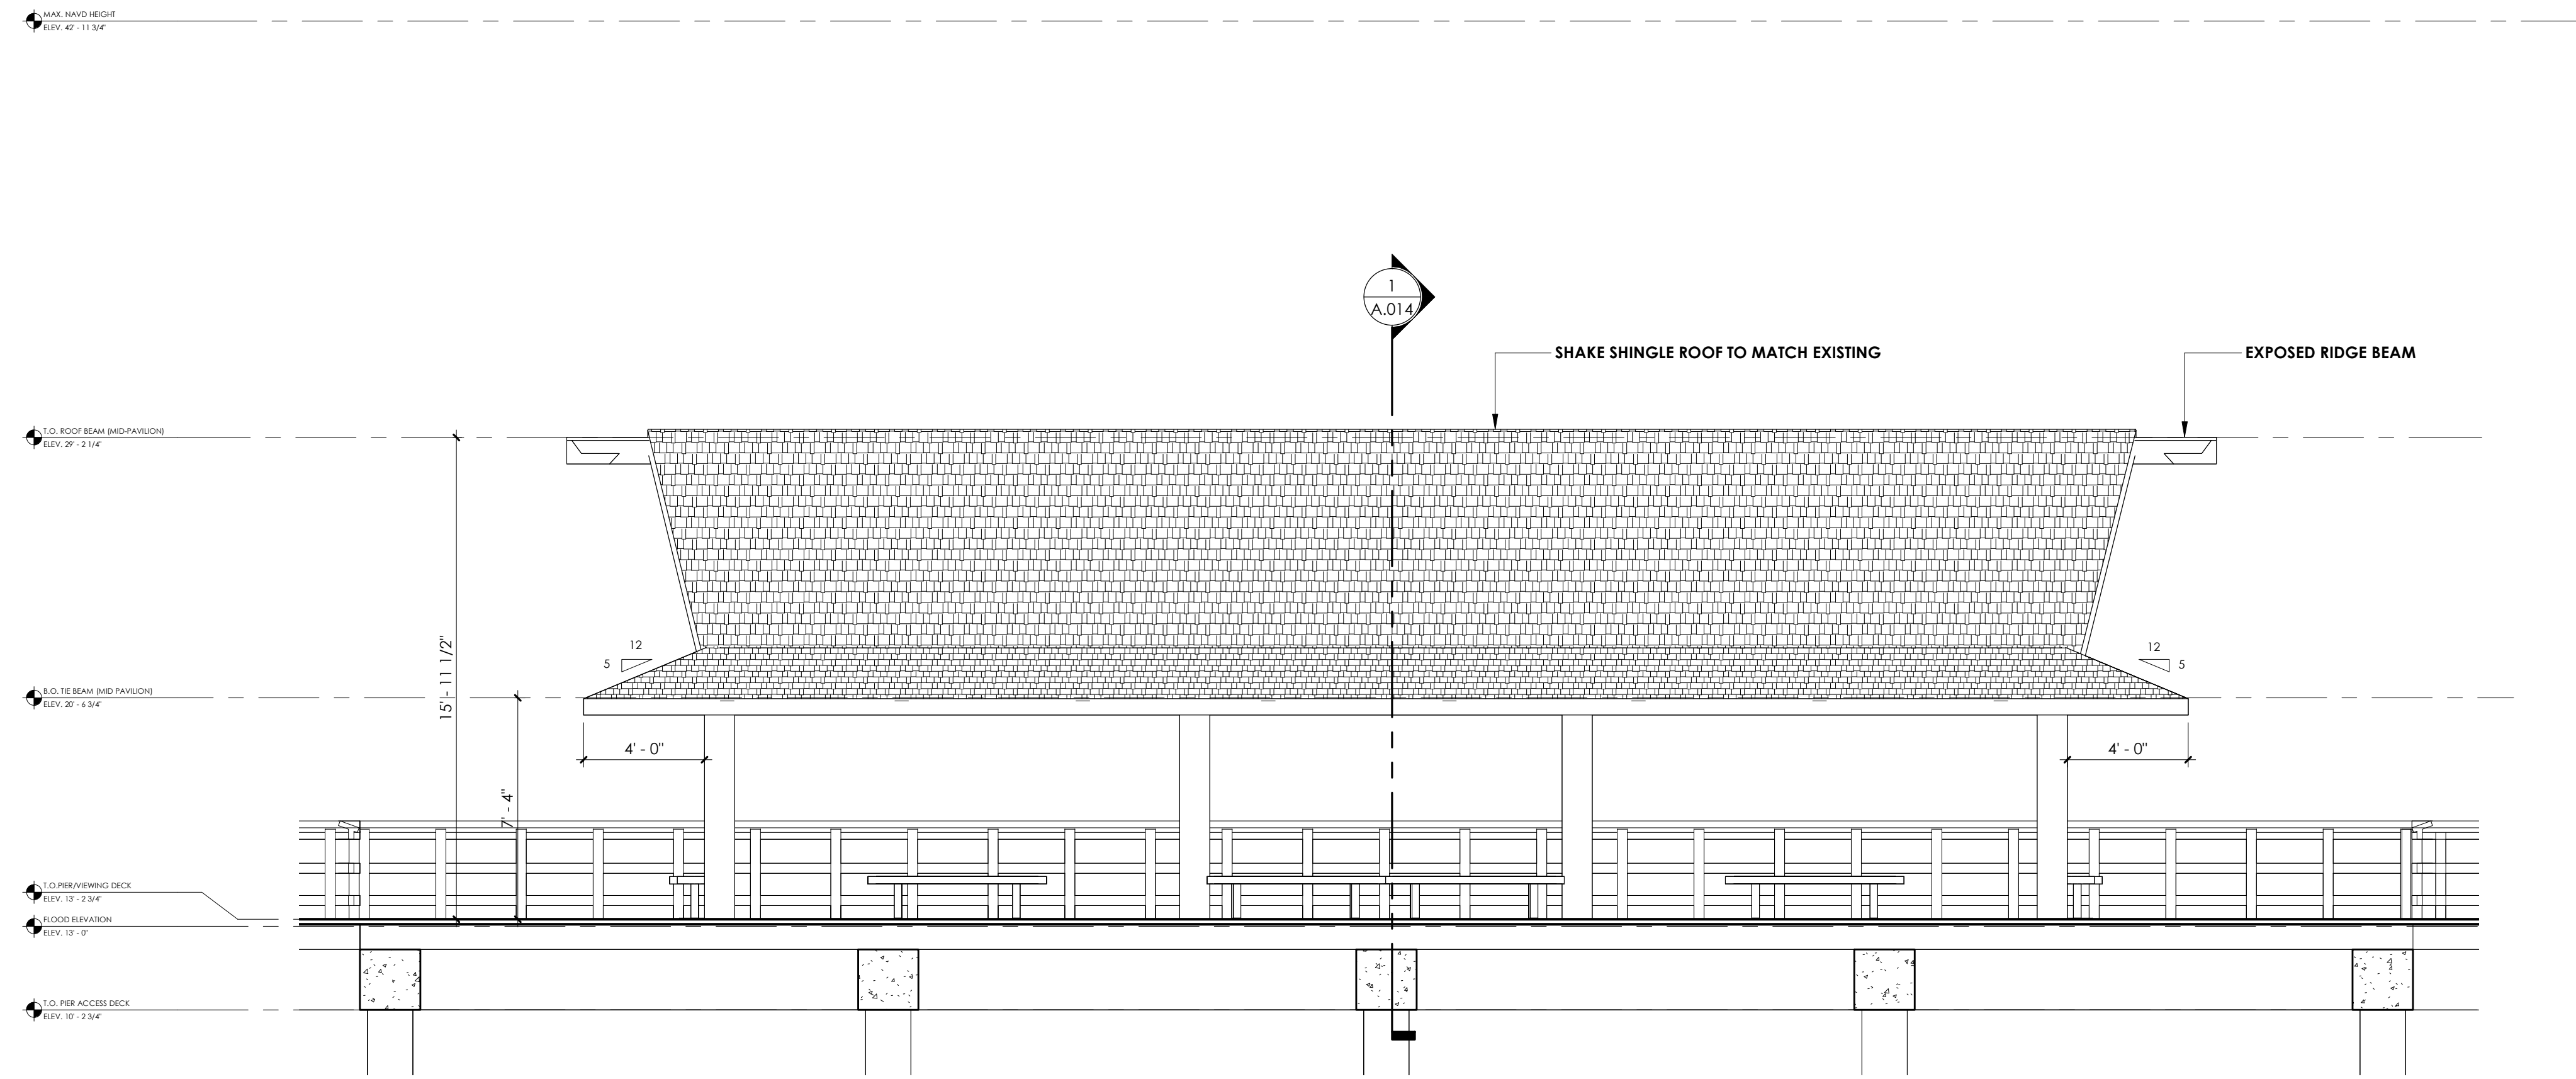 MAX. NAVD HEIGHT
ELEV. 42' - 11 3/4"
1
A.014
SHAKE SHINGLE ROOF TO MATCH EXISTING
EXPOSED RIDGE BEAM
T.O. ROOF BEAM (MID-PAVILION)
ELEV. 29' - 2 1/4"
15' - 11 1/2"
12
5
12
5
B.O. TIE BEAM (MID PAVILION)
ELEV. 20' - 6 3/4"
4' - 0"
4' - 0"
7' - 4"
T.O.PIER/VIEWING DECK
ELEV. 13' - 2 3/4"
FLOOD ELEVATION
ELEV. 13' - 0"
T.O. PIER ACCESS DECK
ELEV. 10' - 2 3/4"